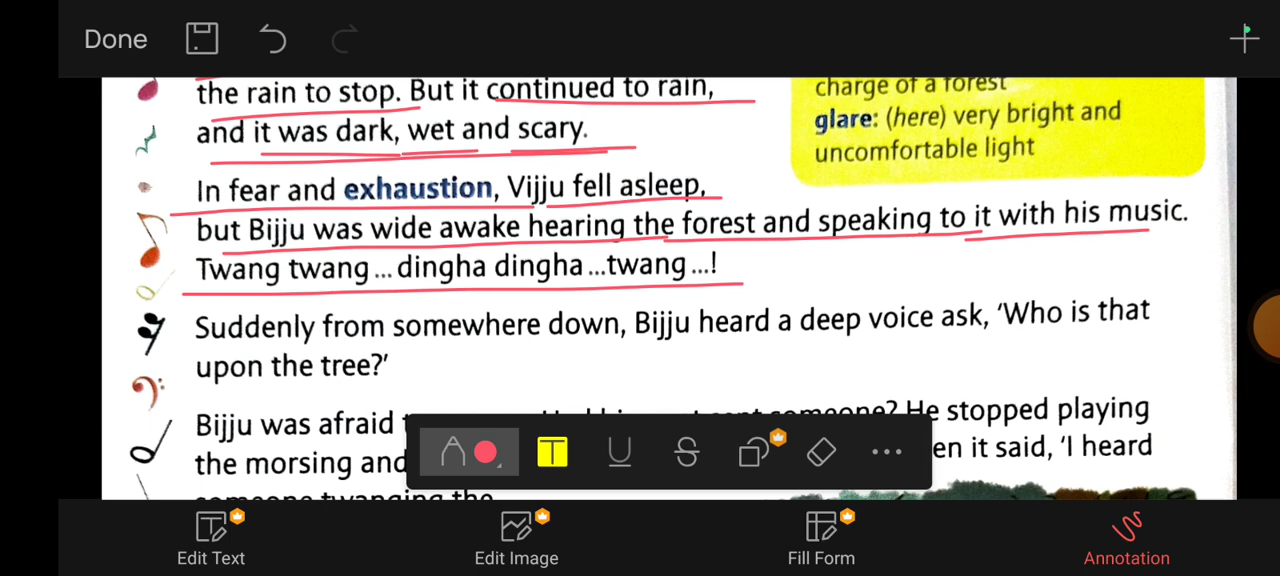 Done
the rain to stop. But it continued to rain,
and it was dark, wet and scary.
charge of a forest
glare: (here) very bright and
uncomfortable light
In fear and exhaustion, Vijju fell asleep,
but Bijju was wide awake hearing the forest and speaking to it with his music.
Twang twang ... dingha dingha ...twang ...!
Suddenly from somewhere down, Bijju heard a deep voice ask, ‘Who is that
upon the tree?’
Bijju was afraid someone? He stopped playing
the morsing and en it said, ‘I heard
twanging the
T U S
Edit Text
Edit Image
Fill Form
Annotation